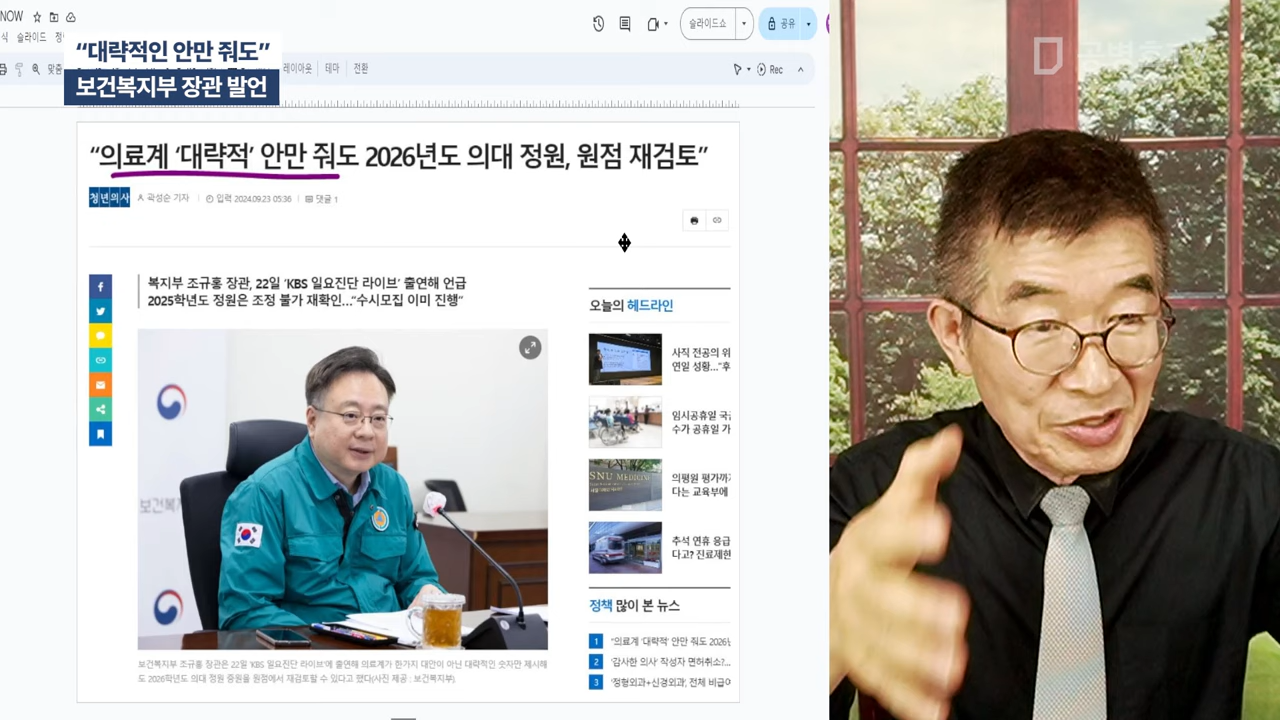 NOW
슬라이드쇼
공유
식 슬라이드
"대략적인 안만 줘도"
보건복지부 장관 발언
맞춤
레이아웃
테마
전환
Rec
"의료계 '대략적' 안만 줘도 2026년도 의대 정원, 원점 재검토"
청년의사
곽성순 기자
입력 2024.09.23 05:36
댓글 1
복지부 조규홍 장관, 22일 'KBS 일요진단 라이브' 출연해 언급
2025학년도 정원은 조정 불가 재확인…"수시모집 이미 진행"
오늘의 헤드라인
사직 전공의 위
연일 성황…"후
임시공휴일 국
수가 공휴일 가
의평원 평가까
다는 교육부에
SNU MEDICI
추석 연휴 응급
다고? 진료제한
보건복지
정책 많이 본 뉴스
1 "의료계 '대략적' 안만 줘도 2026
2 '감사한 의사' 작성자 면허취소?...
3 '정형외과+신경외과, 전체 비급여
보건복지부 조규홍 장관은 22일 'KBS 일요진단 라이브'에 출연해 의료계가 한가지 대안이 아닌 대략적인 숫자만 제시해
도 2026학년도 의대 정원 증원을 원점에서 재검토할 수 있다고 했다(사진 제공 : 보건복지부).